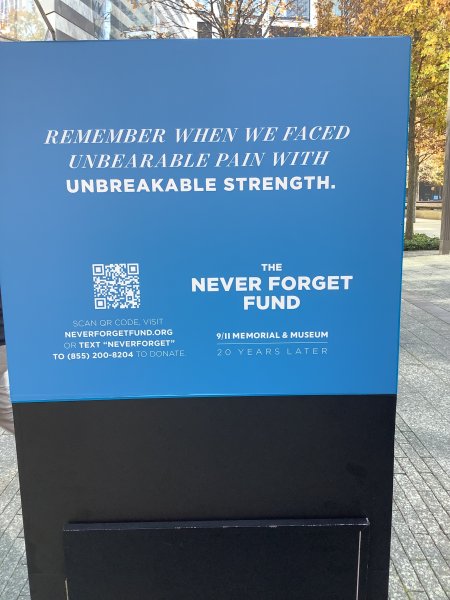 REMEMBER WHEN WE FACED
UNBEARABLE PAIN WITH
UNBREAKABLE STRENGTH.
SCAN QR CODE, VISIT
NEVERFORGETFUND.ORG
OR TEXT "NEVERFORGET"
TO (855) 200-8204 TO DONATE.
THE
NEVER FORGET
FUND
9/11 MEMORIAL & MUSEUM
20 YEARS LATER